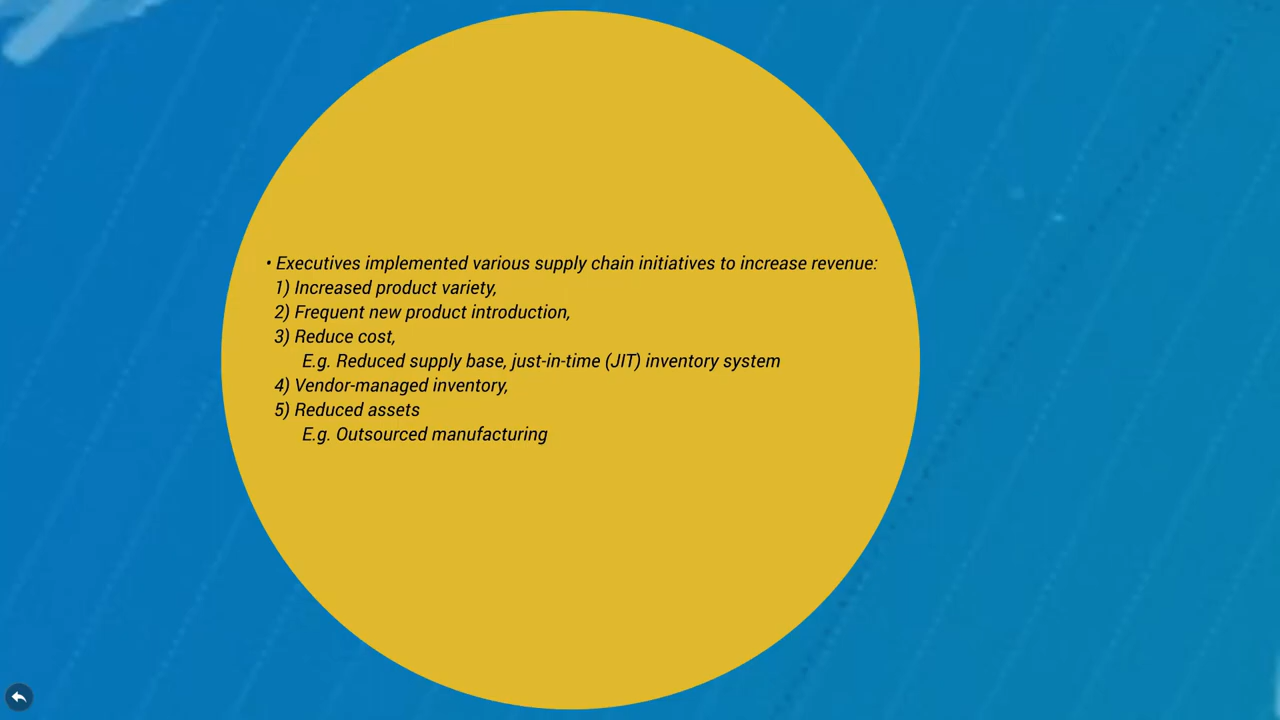 • Executives implemented various supply chain initiatives to increase revenue:
1) Increased product variety,
2) Frequent new product introduction,
3) Reduce cost,
E.g. Reduced supply base, just-in-time (JIT) inventory system
4) Vendor-managed inventory,
5) Reduced assets
E.g. Outsourced manufacturing